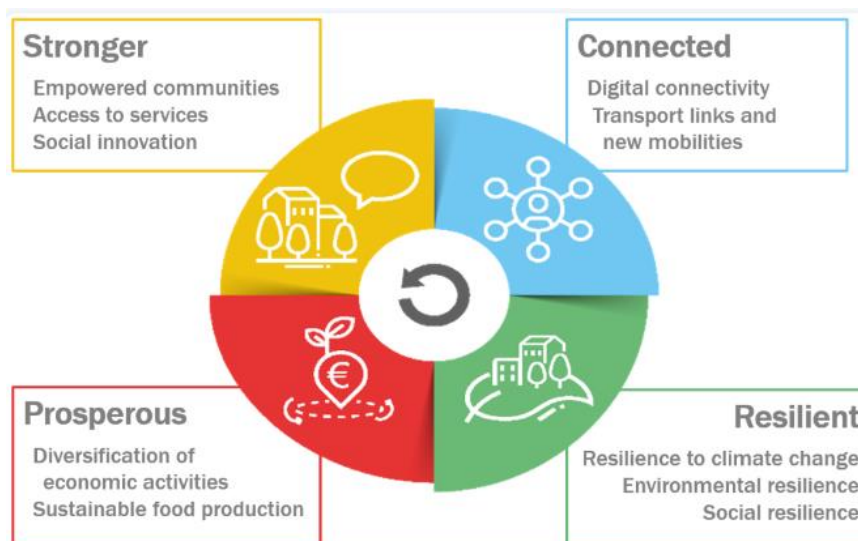 Stronger
Empowered communities
Access to services
Social innovation
Connected
Digital connectivity
Transport links and
new mobilities
€
Prosperous
Diversification of
economic activities
Sustainable food production
Resilient
Resilience to climate change
Environmental resilience
Social resilience